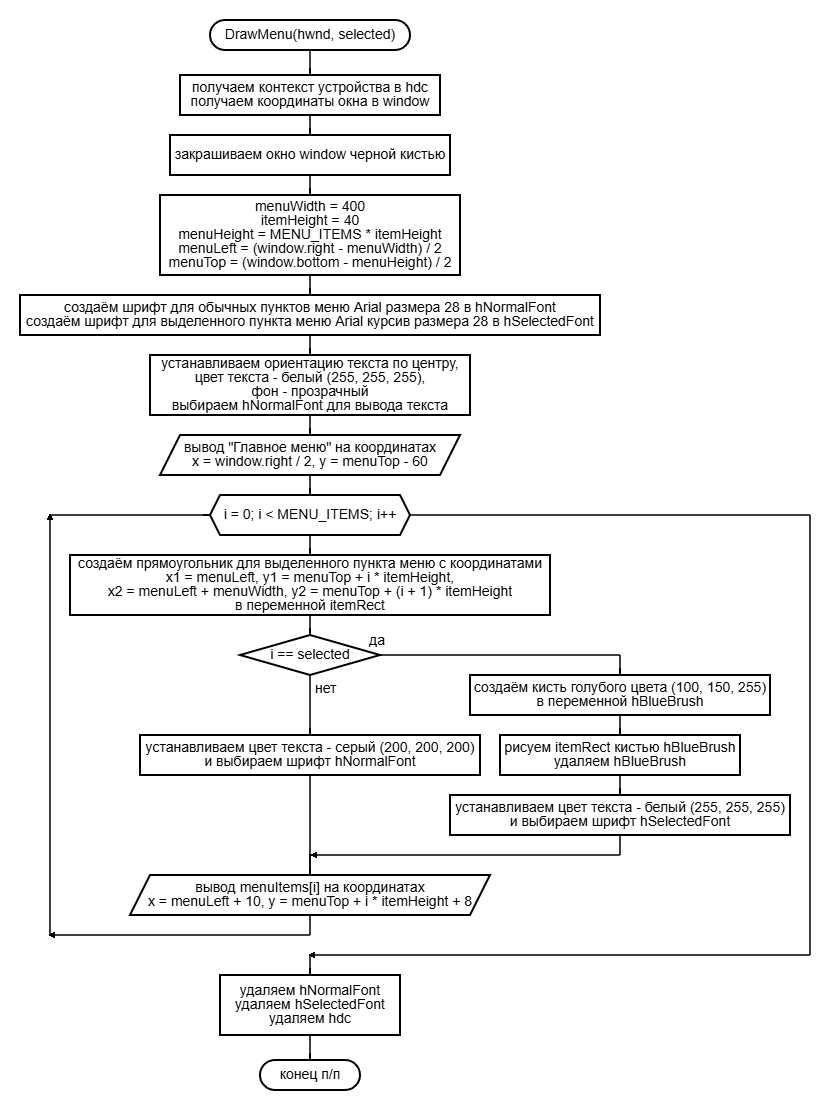 DrawMenu(hwnd, selected)
получаем контекст устройства в hdc
получаем координаты окна в window
закрашиваем окно window черной кистью
menuWidth = 400
itemHeight = 40
menuHeight = MENU_ITEMS * itemHeight
menuLeft = (window.right - menuWidth) / 2
menuTop = (window.bottom - menuHeight) / 2
создаём шрифт для обычных пунктов меню Arial размера 28 в hNormalFont
создаём шрифт для выделенного пункта меню Arial курсив размера 28 в hSelectedFont
устанавливаем ориентацию текста по центру,
цвет текста - белый (255, 255, 255),
фон - прозрачный
выбираем hNormalFont для вывода текста
вывод "Главное меню" на координатах
x = window.right / 2, y = menuTop - 60
i = 0; i < MENU_ITEMS; i++
создаём прямоугольник для выделенного пункта меню с координатами
x1 = menuLeft, y1 = menuTop + i * itemHeight,
x2 = menuLeft + menuWidth, y2 = menuTop + (i + 1) * itemHeight
в переменной itemRect
i == selected
да
нет
создаём кисть голубого цвета (100, 150, 255)
в переменной hBlueBrush
устанавливаем цвет текста - серый (200, 200, 200)
и выбираем шрифт hNormalFont
рисуем itemRect кистью hBlueBrush
удаляем hBlueBrush
устанавливаем цвет текста - белый (255, 255, 255)
и выбираем шрифт hSelectedFont
вывод menuItems[i] на координатах
x = menuLeft + 10, y = menuTop + i * itemHeight + 8
удаляем hNormalFont
удаляем hSelectedFont
удаляем hdc
конец п/п